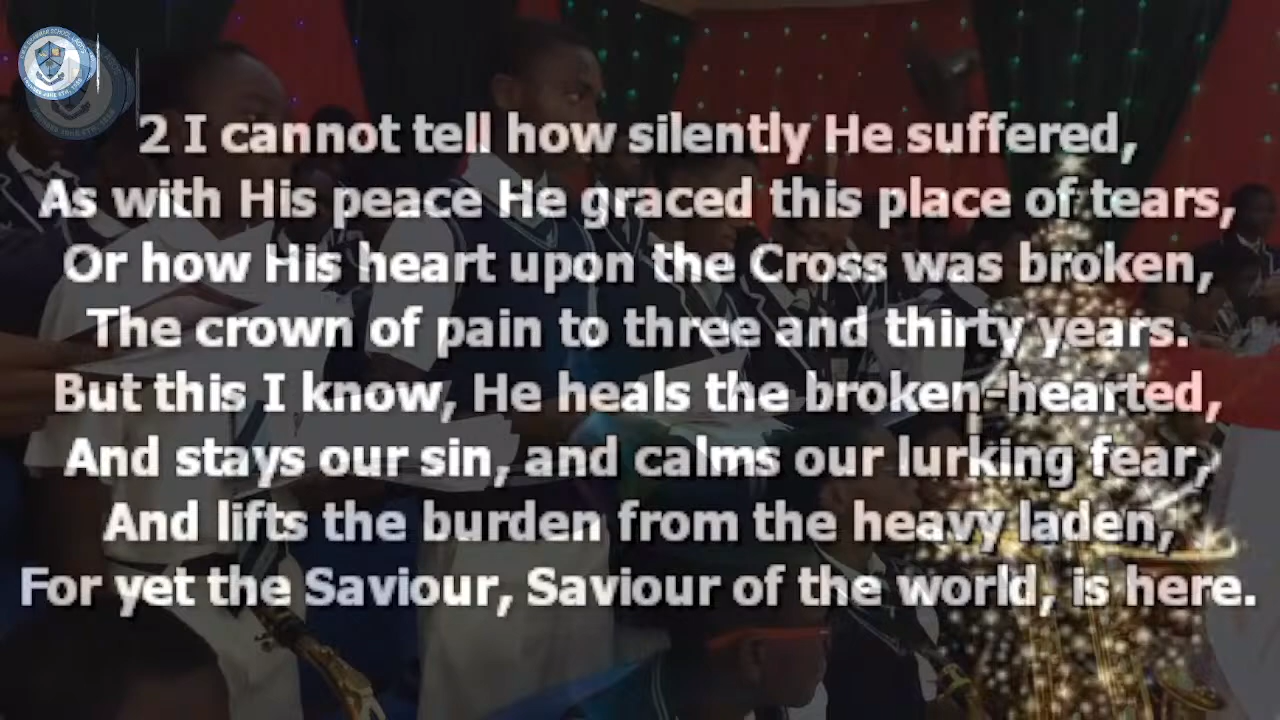 2 I cannot tell how silently He suffered,
As with His peace He graced this place of tears,
Or how His heart upon the Cross was broken,
The crown of pain to three and thirty years.
But this I know, He heals the broken-hearted,
And stays our sin, and calms our lurking fear,
And lifts the burden from the heavy laden,
For yet the Saviour, Saviour of the world, is here.